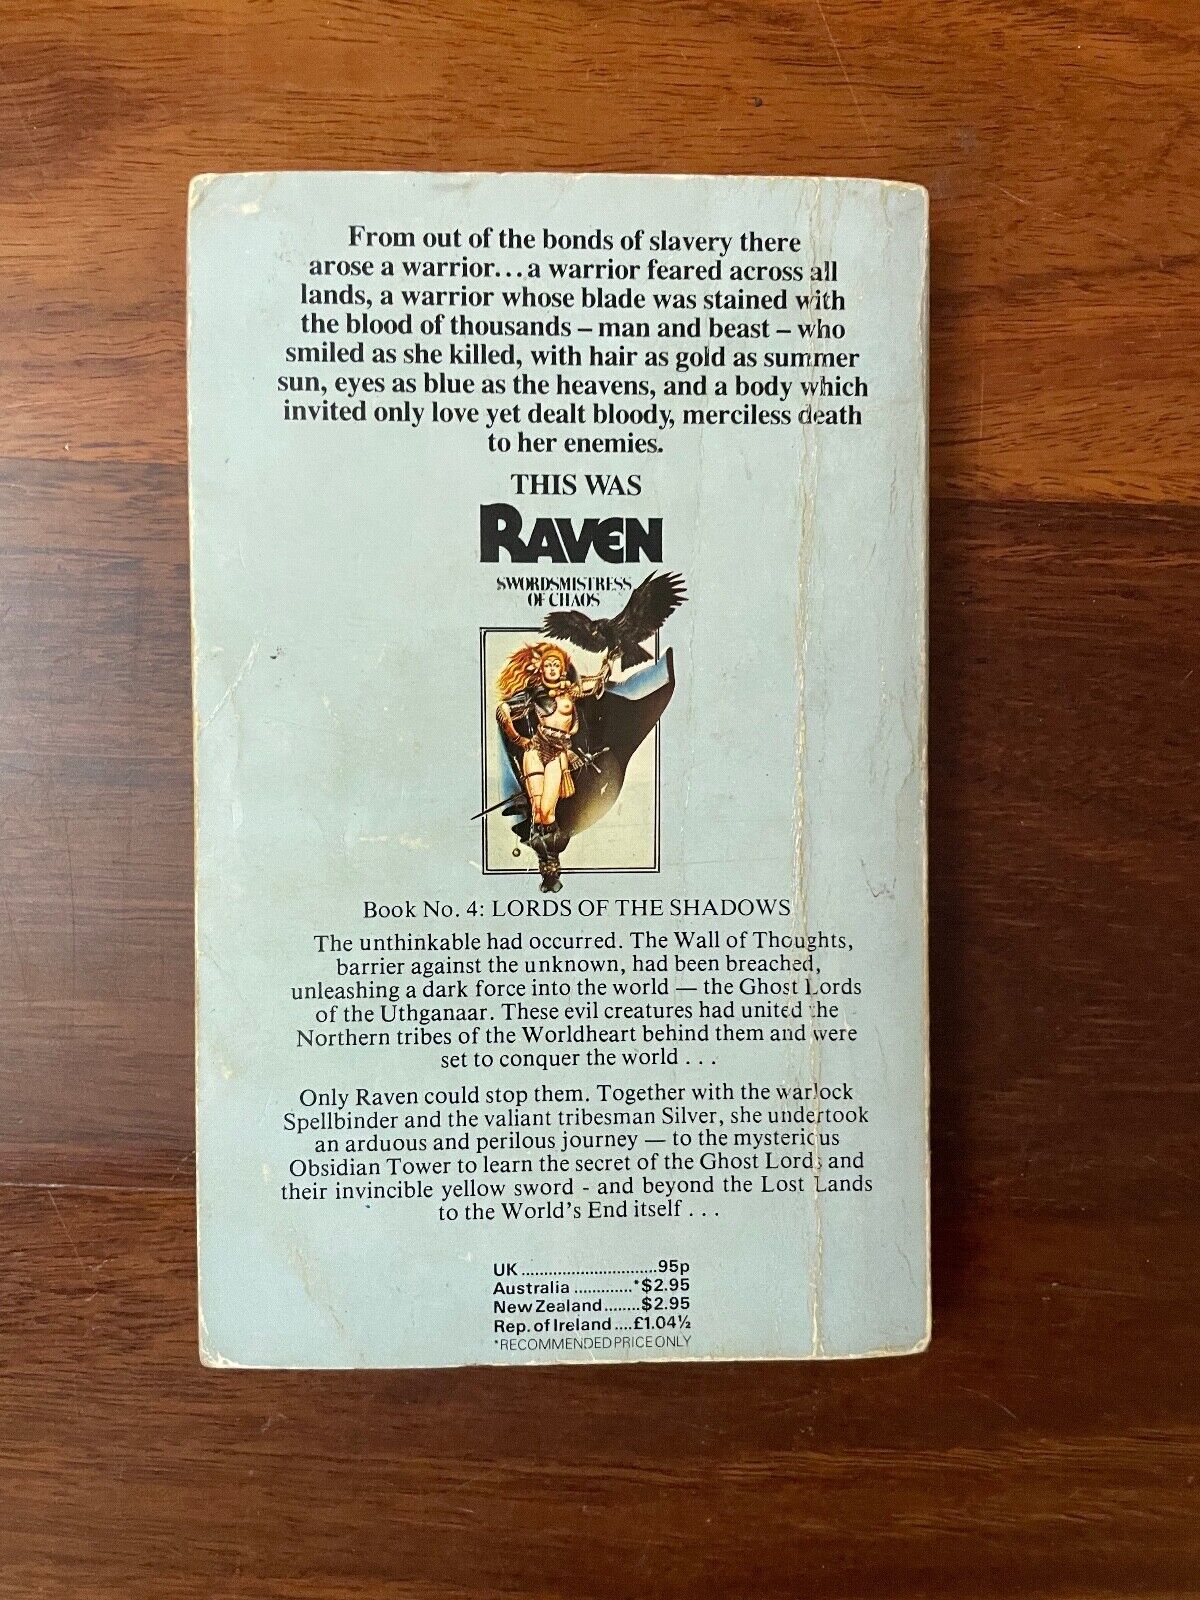 From out of the bonds of slavery there
arose a warrior...a warrior feared across all
lands, a warrior whose blade was stained with
the blood of thousands – man and beast – who
smiled as she killed, with hair as gold as summer
sun, eyes as blue as the heavens, and a body which
invited only love yet dealt bloody, merciless death
to her enemies.
THIS WAS
RAVEN
SWORDSMISTRESS
OF CHAOS
Book No. 4: LORDS OF THE SHADOWS
The unthinkable had occurred. The Wall of Thoughts,
barrier against the unknown, had been breached,
unleashing a dark force into the world — the Ghost Lords
of the Uthganaar. These evil creatures had united the
Northern tribes of the Worldheart behind them and were
set to conquer the world . . .
Only Raven could stop them. Together with the warlock
Spellbinder and the valiant tribesman Silver, she undertook
an arduous and perilous journey — to the mysterious
Obsidian Tower to learn the secret of the Ghost Lords and
their invincible yellow sword - and beyond the Lost Lands
to the World's End itself . . .
UK ..............................95p
Australia .............*$2.95
New Zealand........$2.95
Rep. of Ireland ....£1.04½
*RECOMMENDED PRICE ONLY